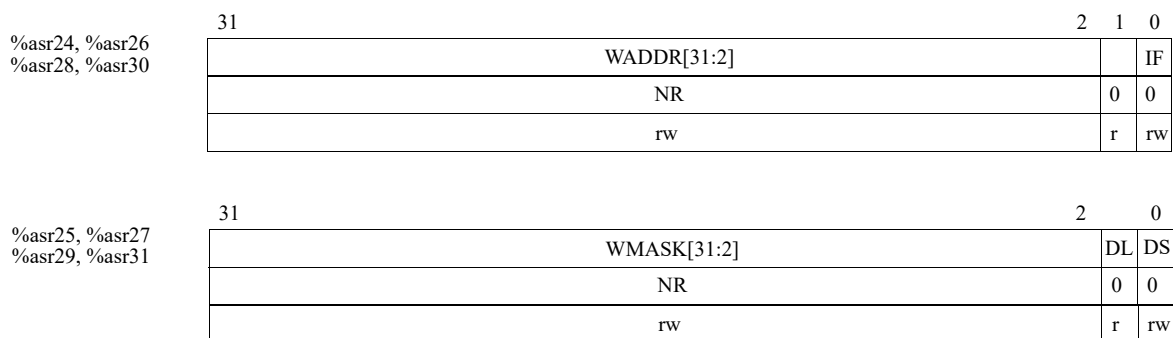 31 2 1 0
%asr24, %asr26
%asr28, %asr30
WADDR[31:2] IF
NR 0 0
rw r rw
31 2 0
%asr25, %asr27
%asr29, %asr31
WMASK[31:2] DL DS
NR 0 0
rw r rw